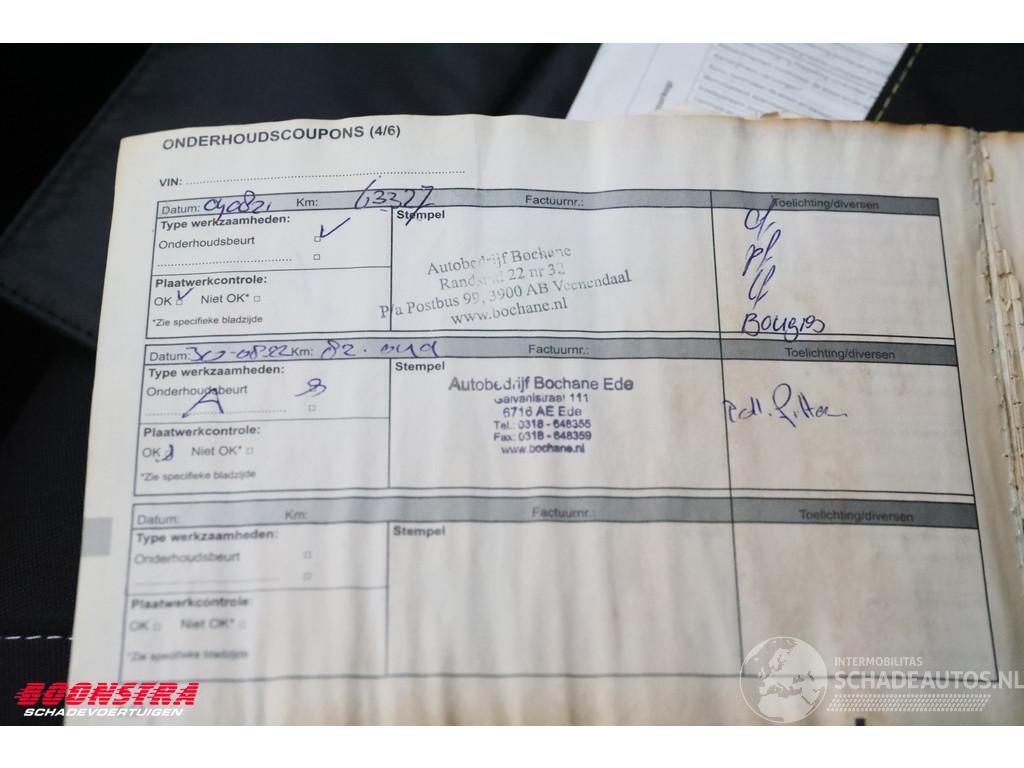 ONDERHOUDSCOUPONS (4/6)
VIN:
Datum: Km: Factuurnr.: Toelichting/diversen
Type werkzaamheden: Stempel
Onderhoudsbeurt
Autobedrijf Bochane
22 nr 32
P/a Postbus 99, 3900 AB Veenendaal
www.bochane.nl
Plaatwerkcontrole:
OK Niet OK*
*Zie specifieke bladzijde
Bougies
Datum: 30-08-22 Km: 82. Factuurnr.: Toelichting/diversen
Type werkzaamheden: Stempel
Onderhoudsbeurt
A
Autobedrijf Bochane Ede
Galvanistraat 111
6716 AE Ede
Tel.: 0318 - 648355
Fax: 0318 - 648359
www.bochane.nl
Plaatwerkcontrole:
OK Niet OK*
*Zie specifieke bladzijde
Datum: Km: Factuurnr.: Toelichting/diversen
Type werkzaamheden: Stempel
Onderhoudsbeurt
Plaatwerkcontrole:
OK Niet OK*
*Zie specifieke bladzijde
BOONSTRA
SCHADEVOERTUIGEN
INTERMOBILITAS
SCHADEAUTOS.NL